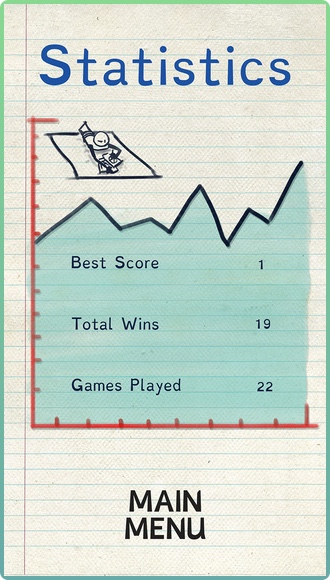 Statistics
Best Score 1
Total Wins 19
Games Played 22
MAIN
MENU